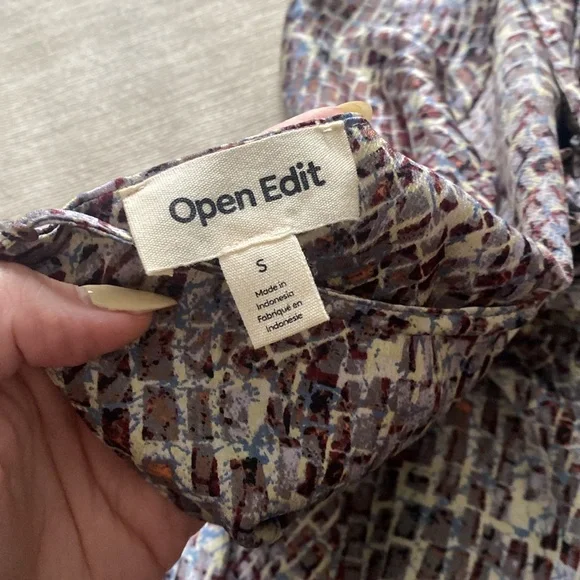 Open Edit
S
Made in
Indonesia
Fabriqué en
Indonésie